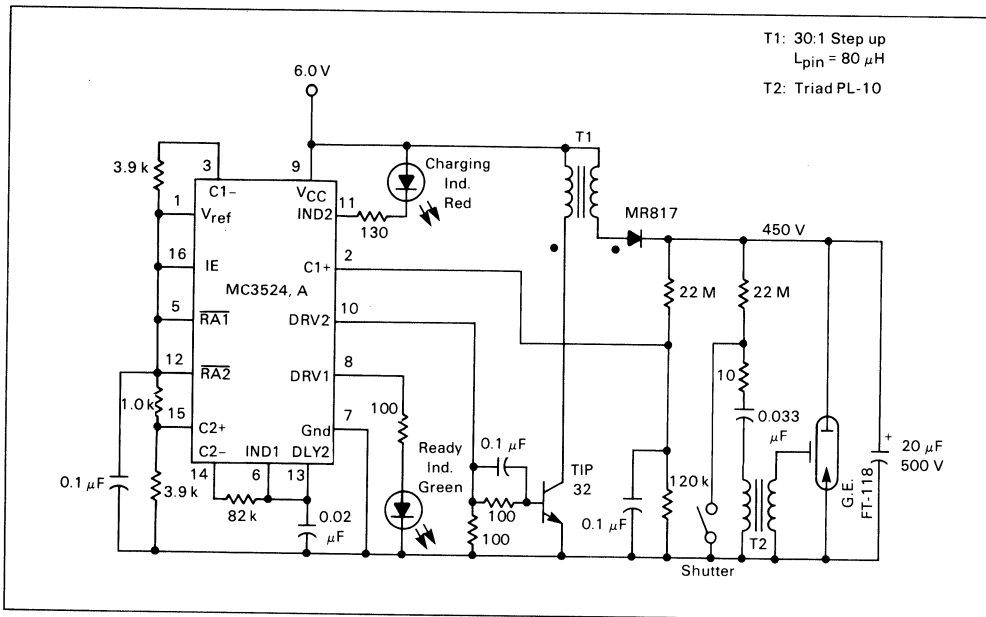 T1: 30:1 Step up
Lpin = 80 μH
T2: Triad PL-10
6.0 V
T1
3.9 k
3
9
C1−
VCC
1
Vref
11
IND2
130
Charging
Ind.
Red
MR817
450 V
16
IE
2
C1+
22 M
22 M
MC3524, A
10
DRV2
5
RA1
8
DRV1
12
RA2
10
1.0 k
15
C2+
7
Gnd
100
0.033
μF
C2−
IND1
DLY2
14
6
13
Ready
Ind.
Green
0.1 μF
TIP
32
0.1 μF
3.9 k
82 k
0.02
μF
100
100
0.1 μF
120 k
T2
G.E.
FT-118
+
20 μF
500 V
Shutter